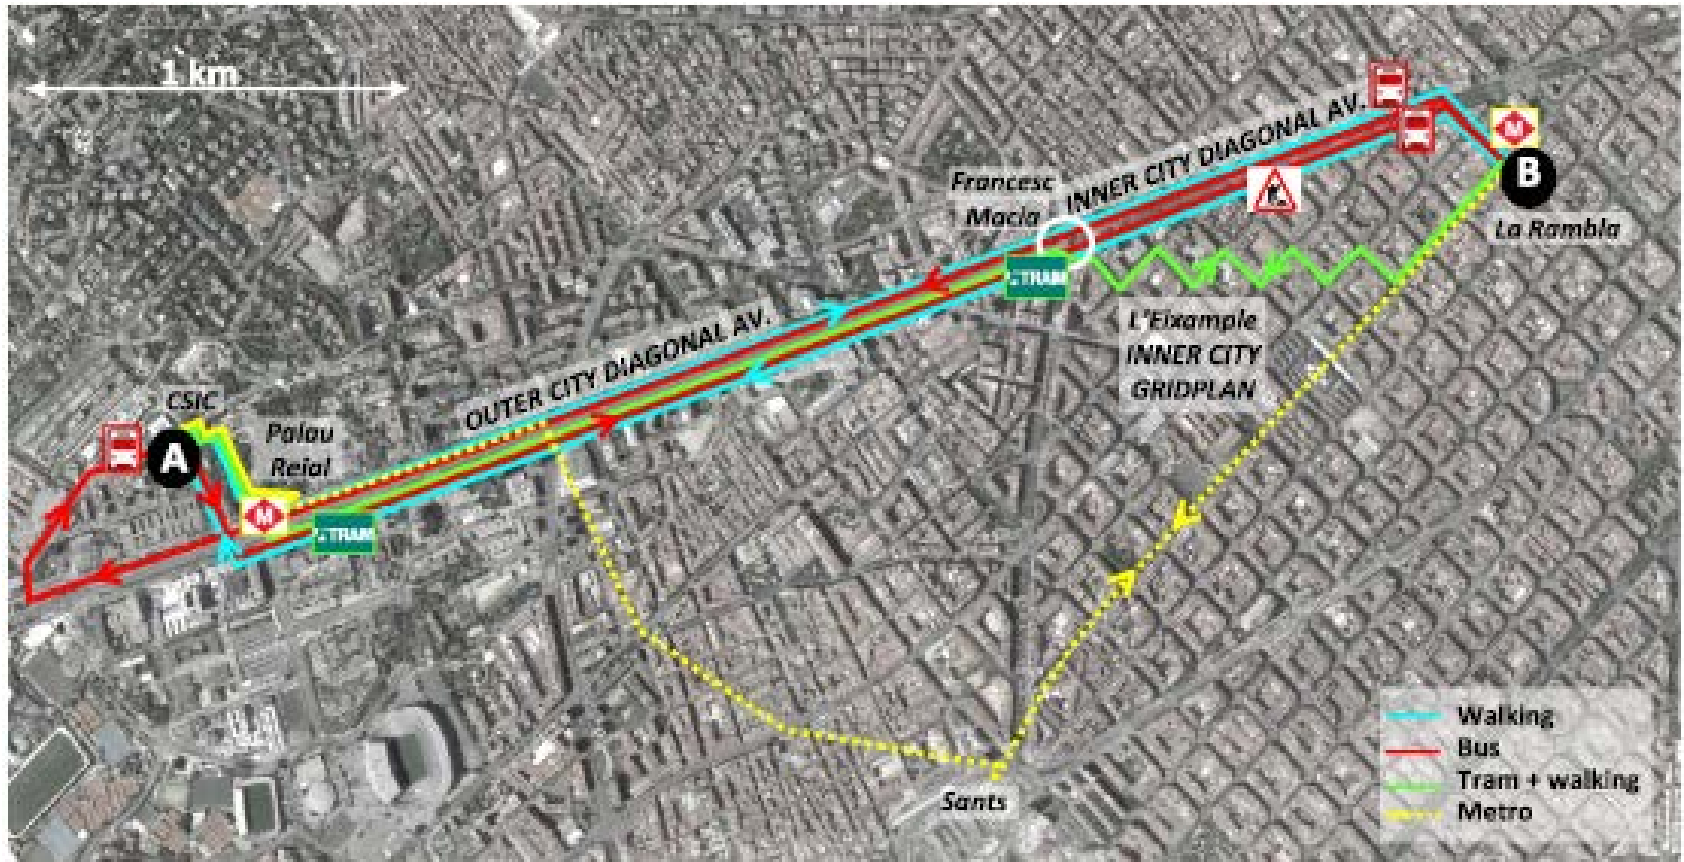 1 km
INNER CITY DIAGONAL AV.
M
B
La Rambla
Francesc
Macia
TRAM
L'Eixample
INNER CITY
GRIDPLAN
OUTER CITY DIAGONAL AV.
CSIC
A
Palau
Reial
M
TRAM
Sants
Walking
Bus
Tram + walking
Metro